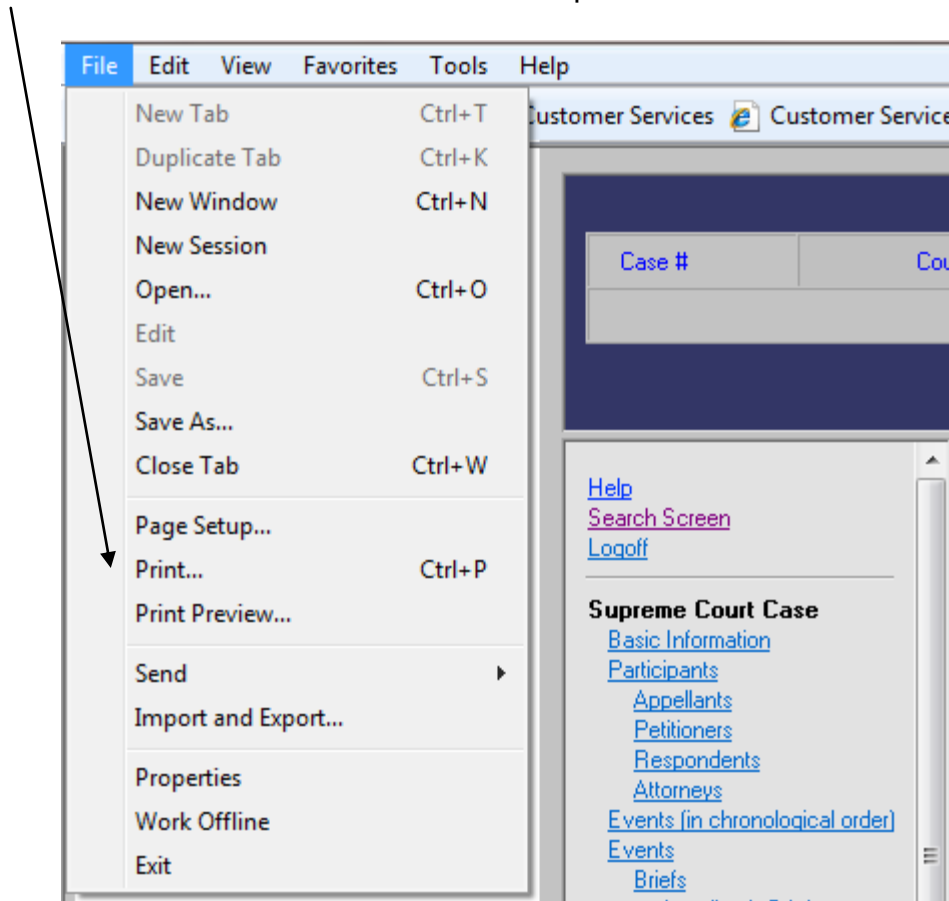 File Edit View Favorites Tools Help
Customer Services Customer Service
New Tab Ctrl+T
Duplicate Tab Ctrl+K
New Window Ctrl+N
New Session
Open... Ctrl+O
Edit
Save Ctrl+S
Save As...
Close Tab Ctrl+W
Page Setup...
Print... Ctrl+P
Print Preview...
Send
Import and Export...
Properties
Work Offline
Exit
Case #
Help
Search Screen
Logoff
Supreme Court Case
Basic Information
Participants
Appellants
Petitioners
Respondents
Attorneys
Events (in chronological order)
Events
Briefs